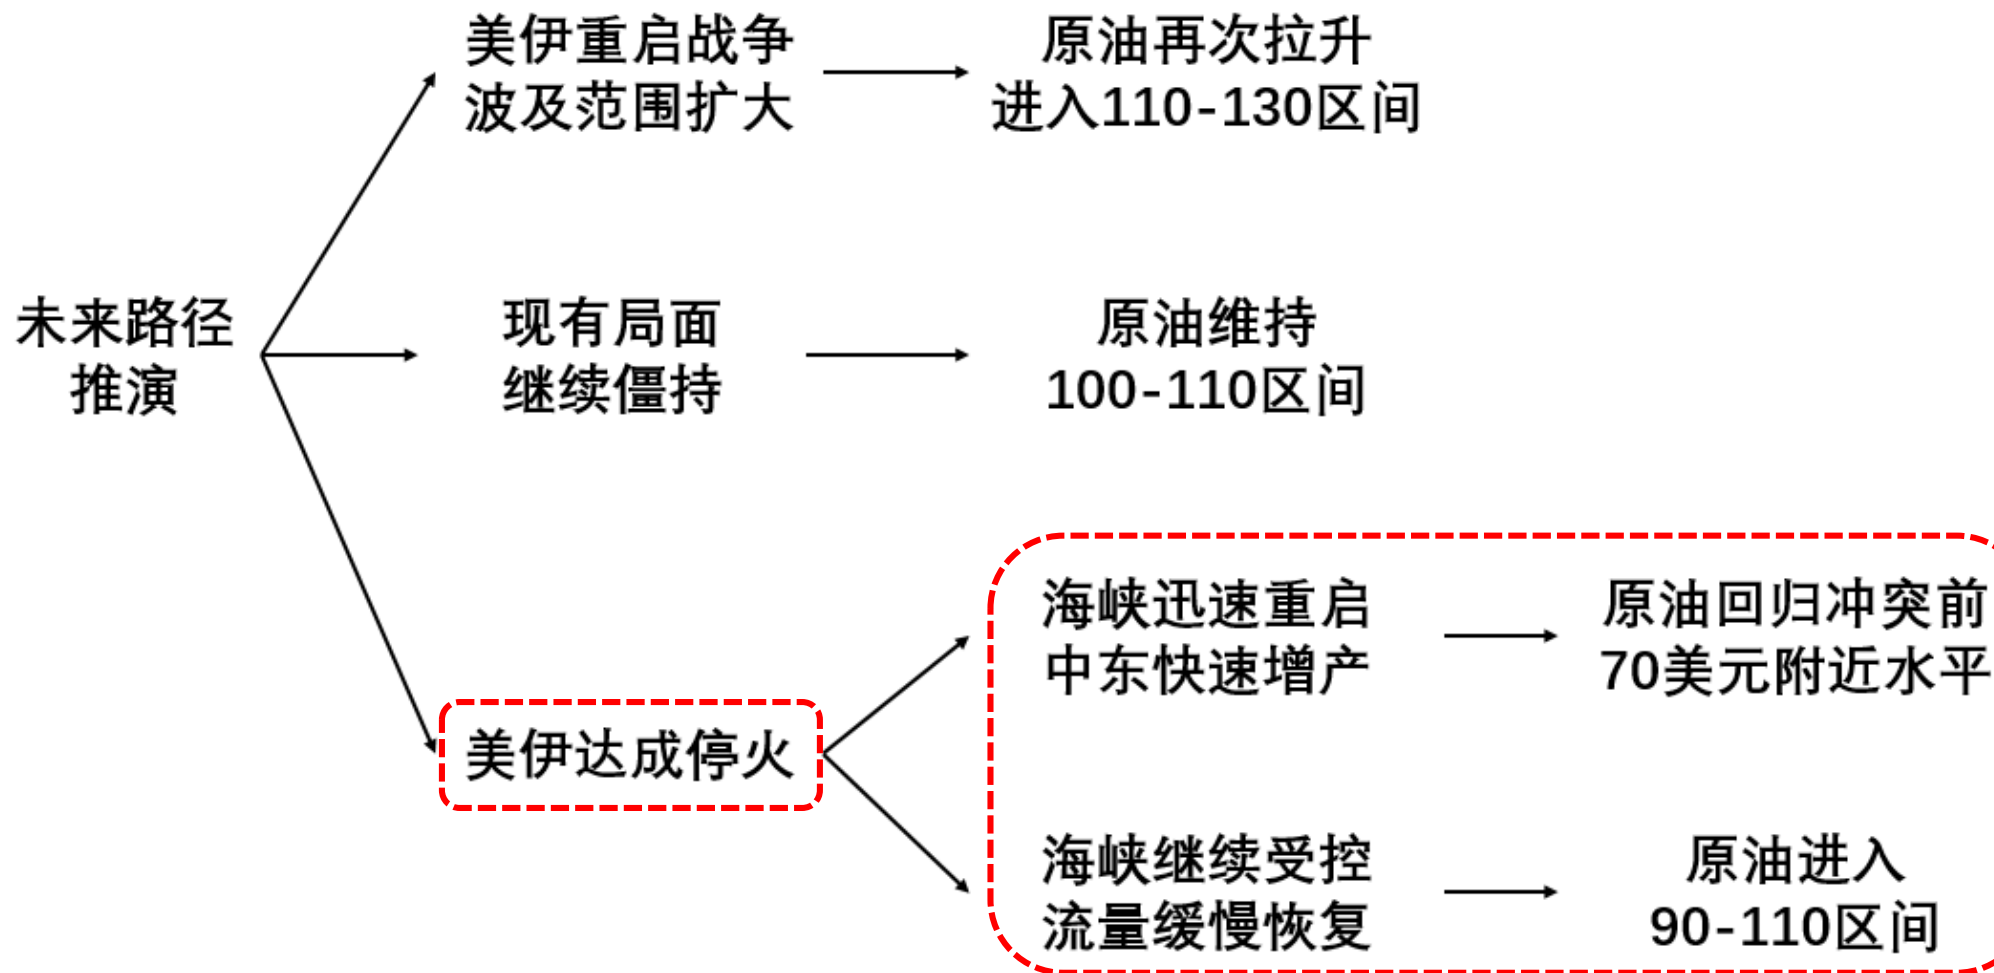 美伊重启战争
波及范围扩大
原油再次拉升
进入110-130区间
未来路径
推演
现有局面
继续僵持
原油维持
100-110区间
美伊达成停火
海峡迅速重启
中东快速增产
原油回归冲突前
70美元附近水平
海峡继续受控
流量缓慢恢复
原油进入
90-110区间